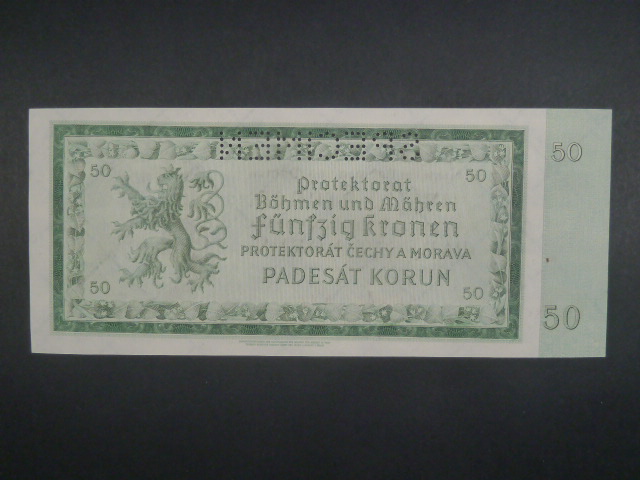 50
50
50
Protektorat
Böhmen und Mähren
Fünfzig Kronen
PROTEKTORÁT ČECHY A MORAVA
PADESÁT KORUN
50
50
50